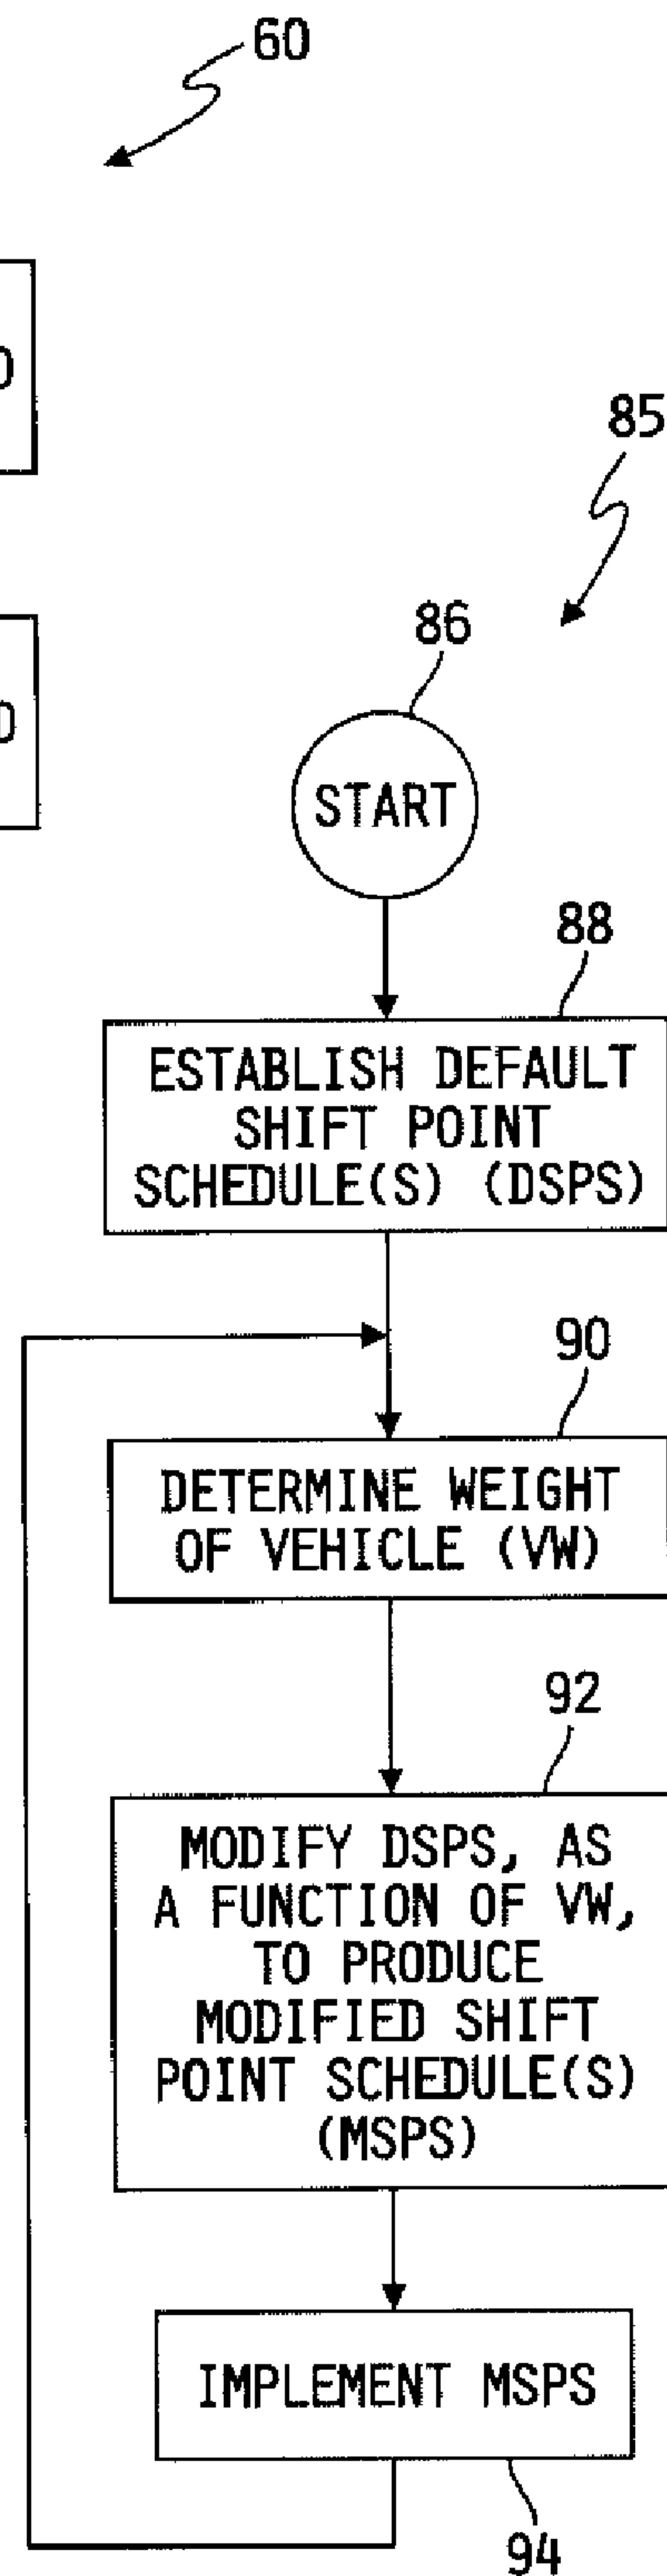 60
D
85
D
86
START
88
ESTABLISH DEFAULT
SHIFT POINT
SCHEDULE(S) (DSPS)
90
DETERMINE WEIGHT
OF VEHICLE (VW)
92
MODIFY DSPS, AS
A FUNCTION OF VW,
TO PRODUCE
MODIFIED SHIFT
POINT SCHEDULE(S)
(MSPS)
IMPLEMENT MSPS
94